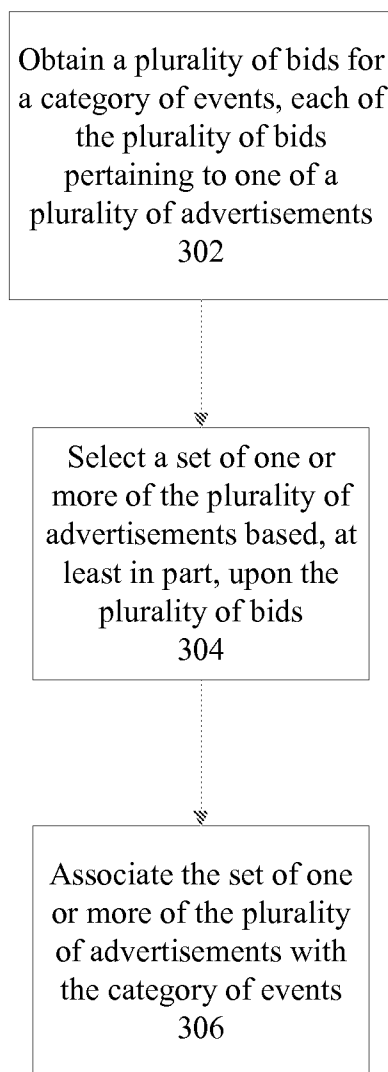 Obtain a plurality of bids for
a category of events, each of
the plurality of bids
pertaining to one of a
plurality of advertisements
302
Select a set of one or
more of the plurality of
advertisements based, at
least in part, upon the
plurality of bids
304
Associate the set of one
or more of the plurality
of advertisements with
the category of events
306